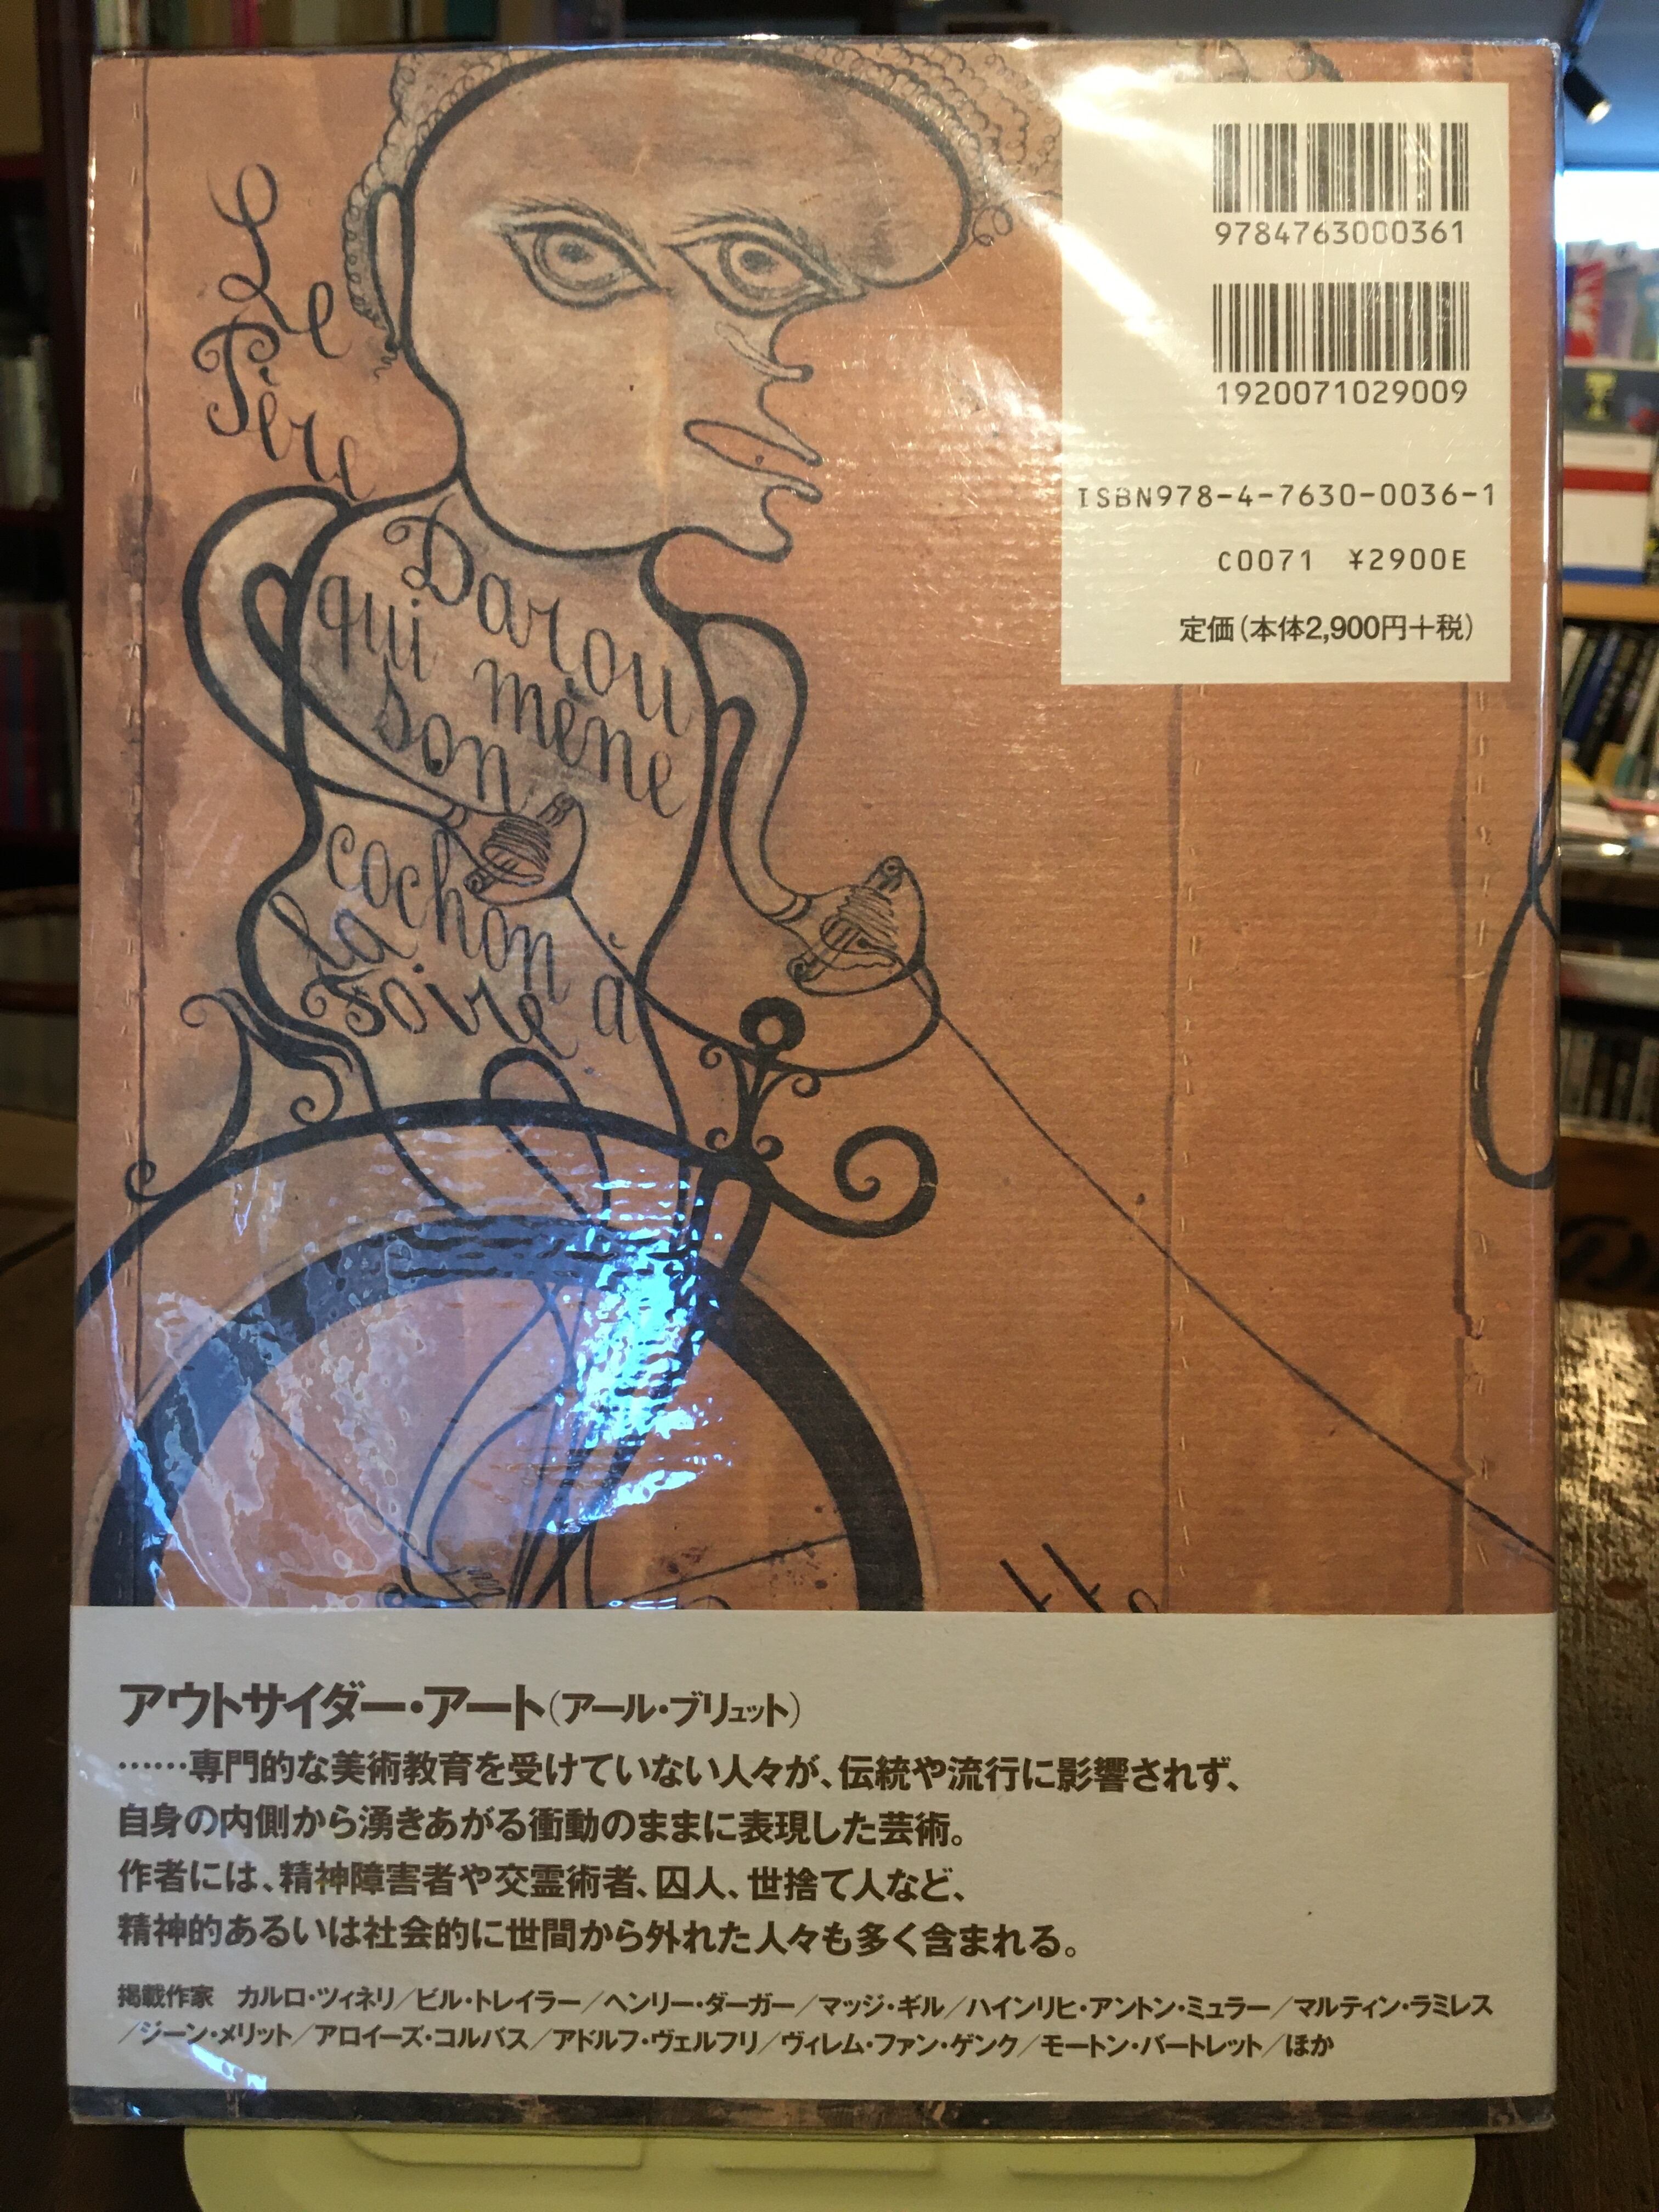 9784763000361
1920071029009
ISBN978-4-7630-0036-1
C0071 ¥2900E
定価(本体2,900円+税)
Le
Père
Darou
qui mène
son
cochon à
la
Foire
アウトサイダー・アート(アール・ブリュット)
……専門的な美術教育を受けていない人々が、伝統や流行に影響されず、
自身の内側から湧きあがる衝動のままに表現した芸術。
作者には、精神障害者や交霊術者、囚人、世捨て人など、
精神的あるいは社会的に世間から外れた人々も多く含まれる。
掲載作家 カルロ・ツィネリ/ビル・トレイラー/ヘンリー・ダーガー/マッジ・ギル/ハインリヒ・アントン・ミュラー/マルティン・ラミレス
/ジーン・メリット/アロイーズ・コルバス/アドルフ・ヴェルフリ/ヴィレム・ファン・ゲンク/モートン・バートレット/ほか